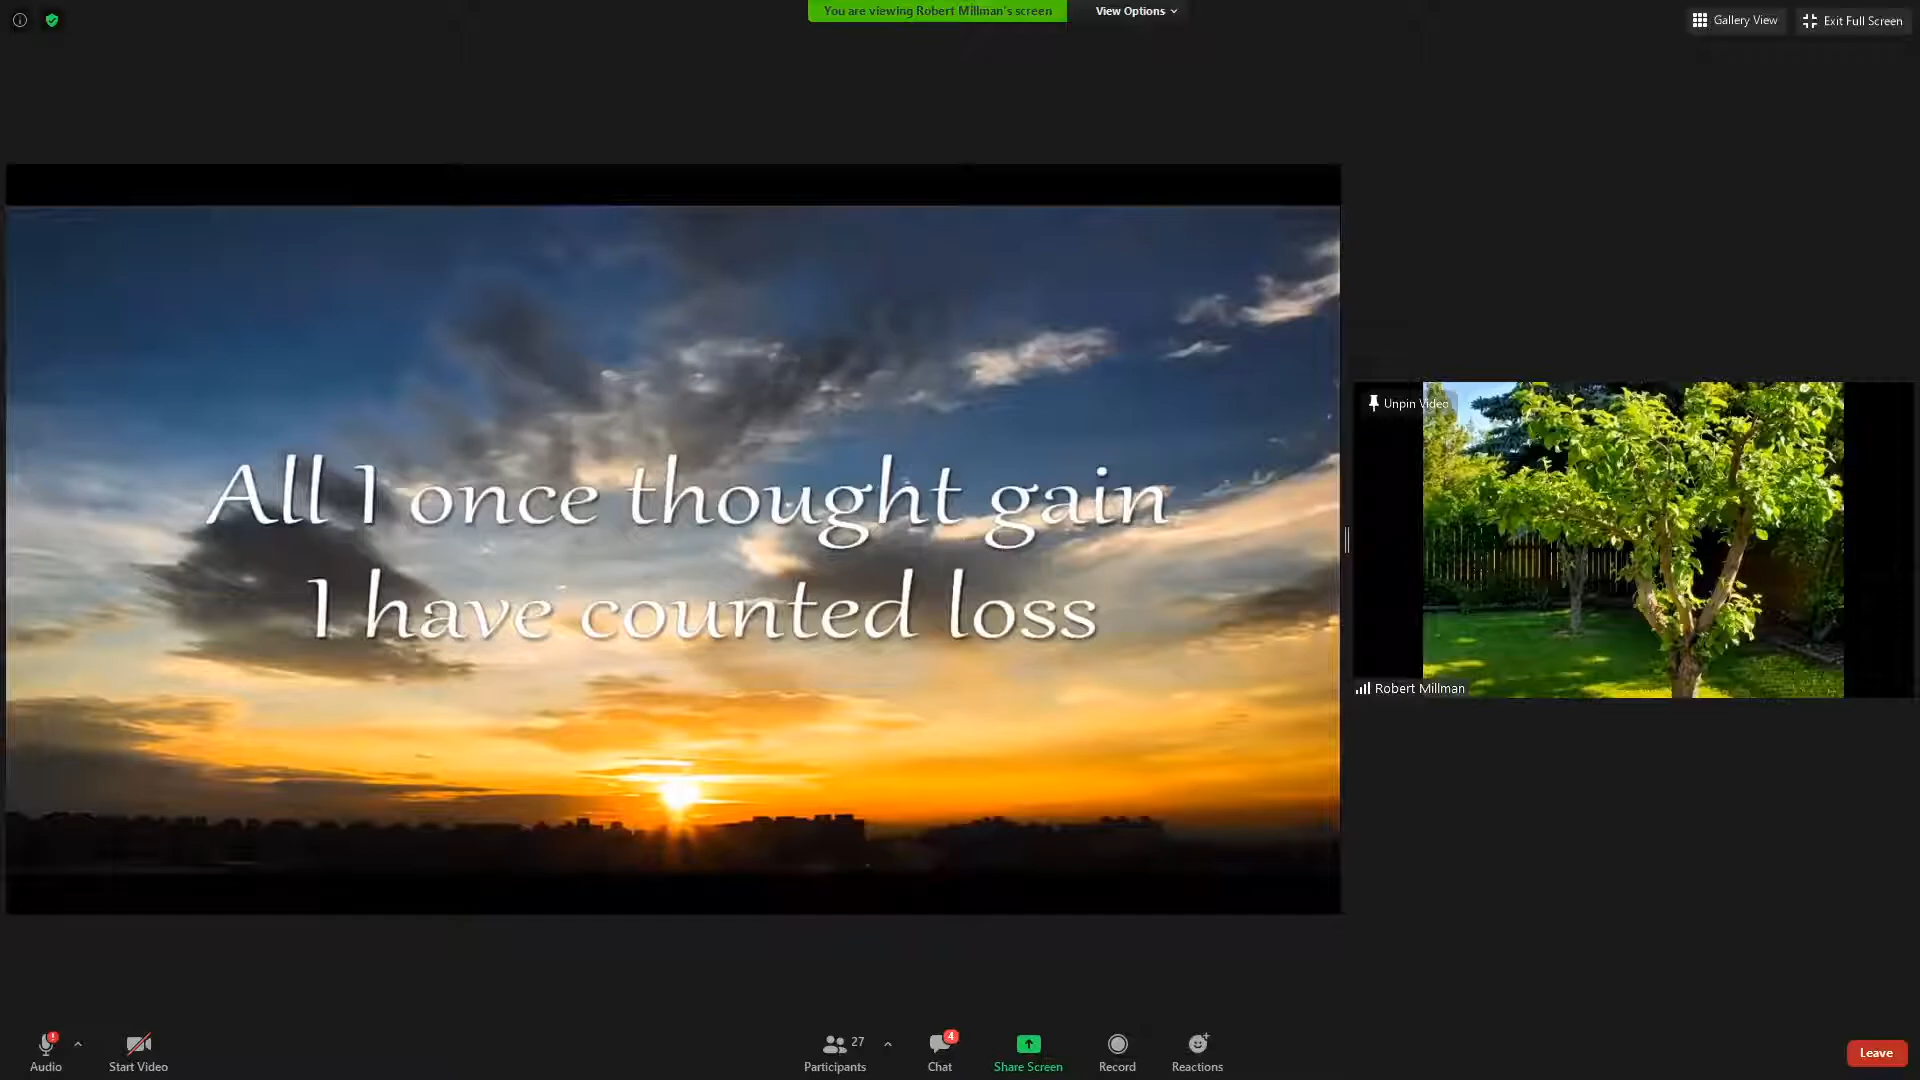 You are viewing Robert Millman's screen
View Options
Gallery View
Exit Full Screen
All I once thought gain
I have counted loss
Unpin Video
Robert Millman
Audio
Start Video
27
Participants
4
Chat
Share Screen
Record
Reactions
Leave